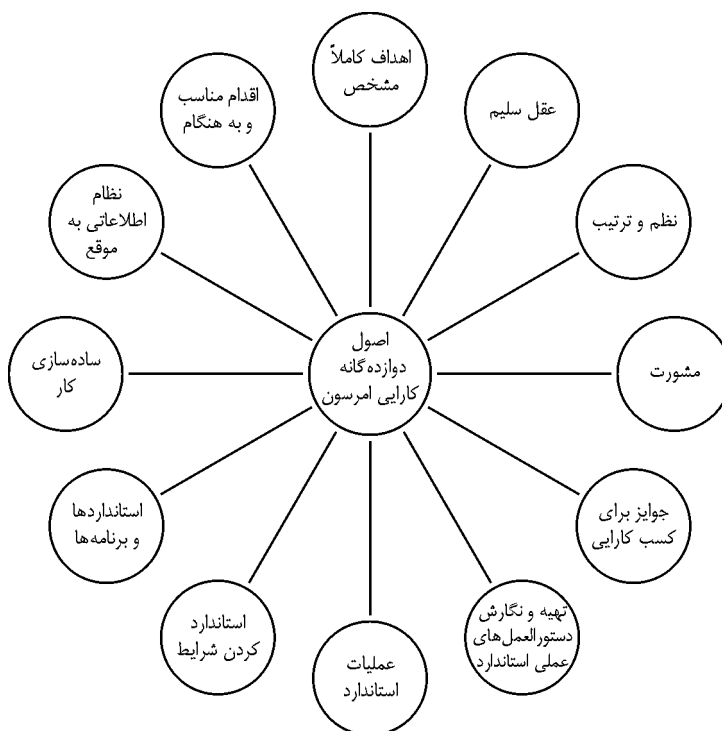 اهداف کاملاً
مشخص
عقل سلیم
نظم و ترتیب
مشورت
جوایز برای
کسب کارایی
تهیه و نگارش
دستورالعمل‌های
عملی استاندارد
عملیات
استاندارد
استاندارد
کردن شرایط
استانداردها
و برنامه‌ها
ساده‌سازی
کار
نظام
اطلاعاتی به
موقع
اقدام مناسب
و به هنگام
اصول
دوازده‌گانه
کارایی امرسون